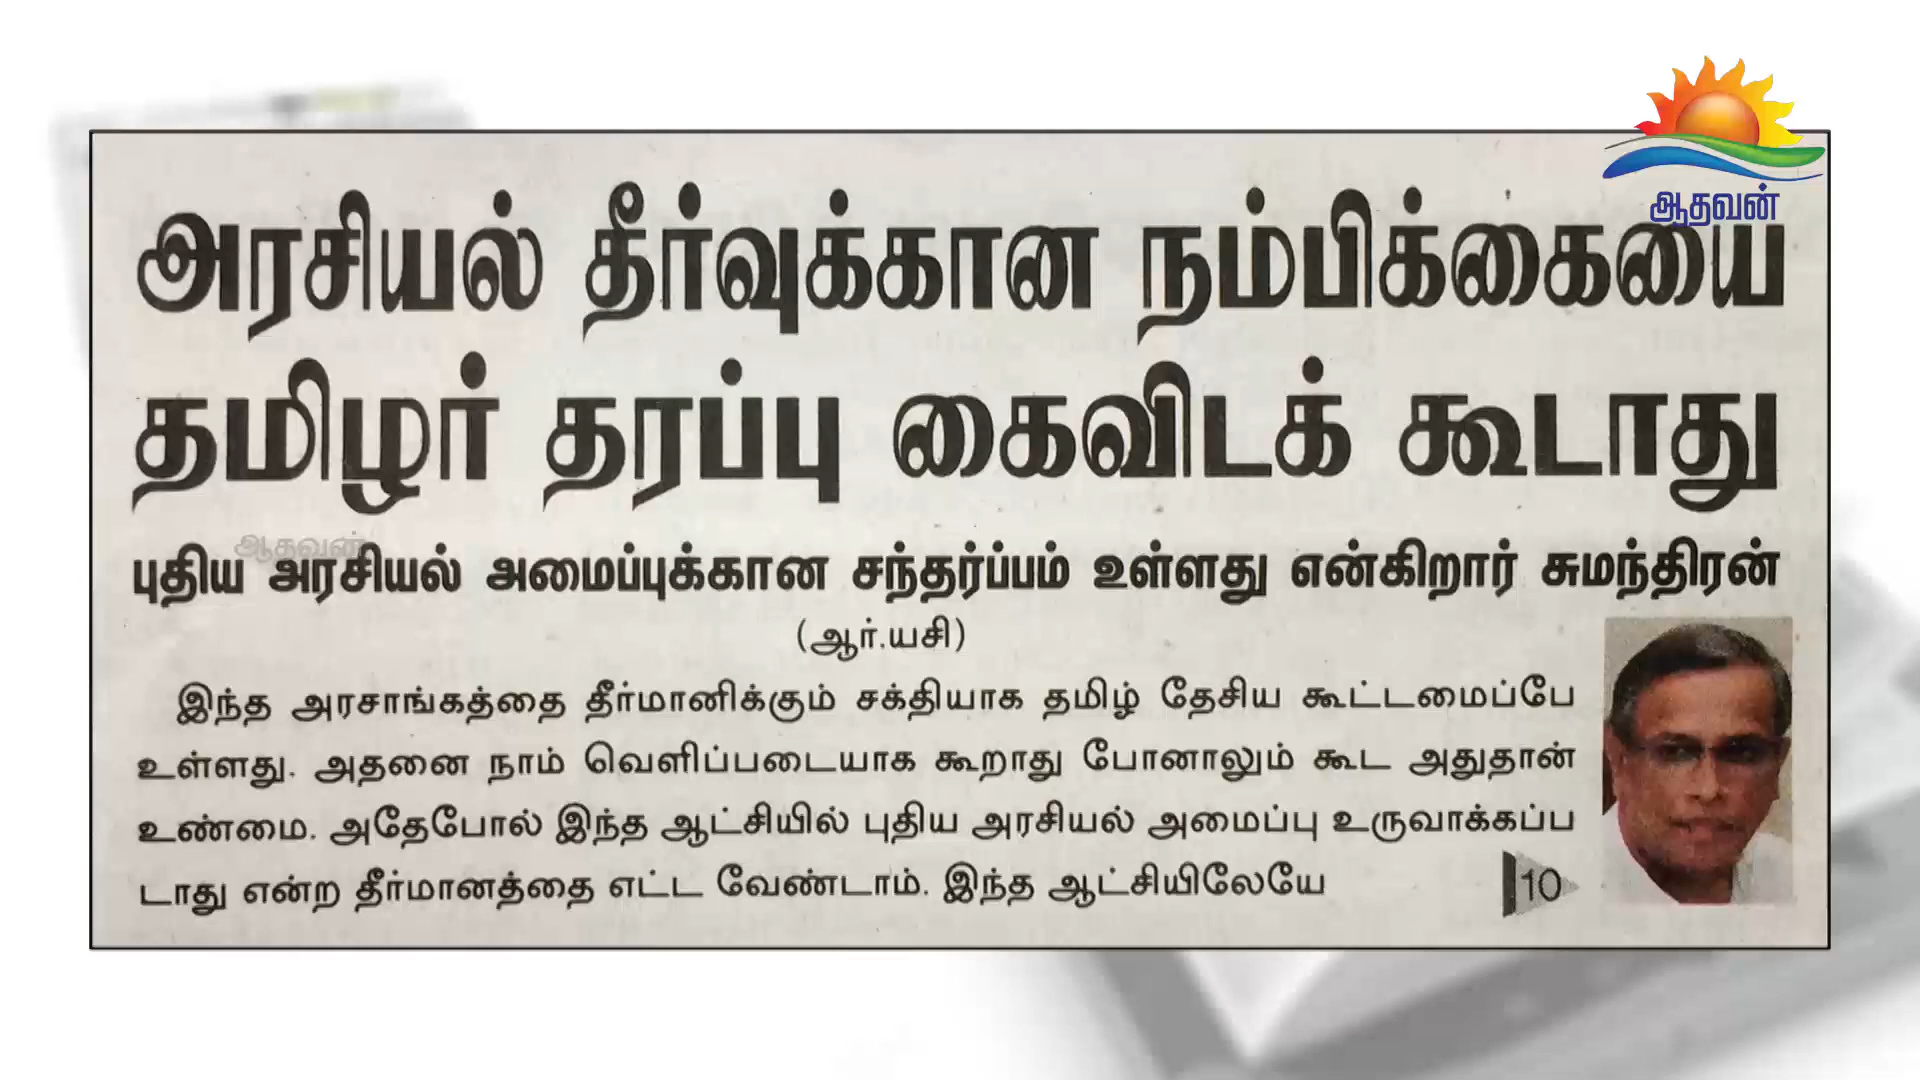 ஆதவன்
அரசியல் தீர்வுக்கான நம்பிக்கையை
தமிழர் தரப்பு கைவிடக் கூடாது
ஆதவன்
புதிய அரசியல் அமைப்புக்கான சந்தர்ப்பம் உள்ளது என்கிறார் சுமந்திரன்
(ஆர்.யசி)
இந்த அரசாங்கத்தை தீர்மானிக்கும் சக்தியாக தமிழ் தேசிய கூட்டமைப்பே
உள்ளது. அதனை நாம் வெளிப்படையாக கூறாது போனாலும் கூட அதுதான்
உண்மை. அதேபோல் இந்த ஆட்சியில் புதிய அரசியல் அமைப்பு உருவாக்கப்ப
டாது என்ற தீர்மானத்தை எட்ட வேண்டாம். இந்த ஆட்சியிலேயே
10